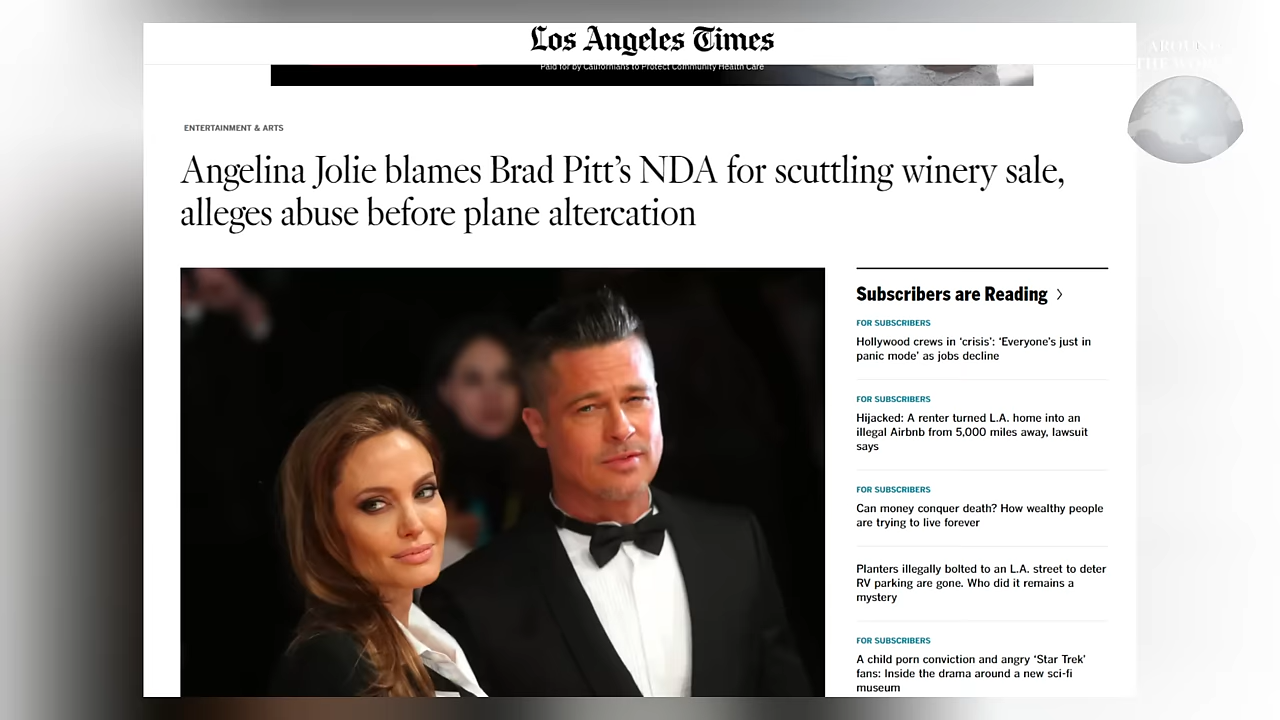 Los Angeles Times
AROUND
THE WORLD
Paid for by Californians to Protect Community Health Care
ENTERTAINMENT & ARTS
Angelina Jolie blames Brad Pitt’s NDA for scuttling winery sale,
alleges abuse before plane altercation
Subscribers are Reading
FOR SUBSCRIBERS
Hollywood crews in ‘crisis’: ‘Everyone’s just in
panic mode’ as jobs decline
FOR SUBSCRIBERS
Hijacked: A renter turned L.A. home into an
illegal Airbnb from 5,000 miles away, lawsuit
says
FOR SUBSCRIBERS
Can money conquer death? How wealthy people
are trying to live forever
Planters illegally bolted to an L.A. street to deter
RV parking are gone. Who did it remains a
mystery
FOR SUBSCRIBERS
A child porn conviction and angry ‘Star Trek’
fans: Inside the drama around a new sci-fi
museum